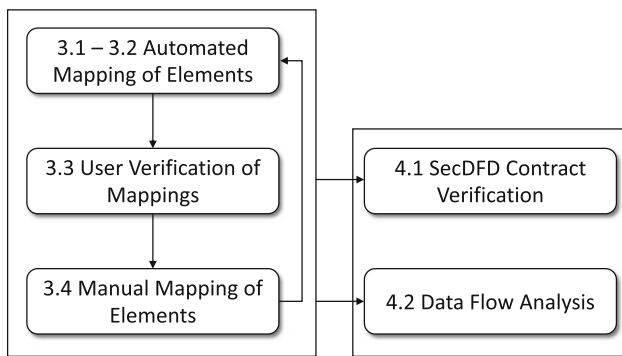 3.1 – 3.2 Automated
Mapping of Elements
3.3 User Verification of
Mappings
3.4 Manual Mapping of
Elements
4.1 SecDFD Contract
Verification
4.2 Data Flow Analysis